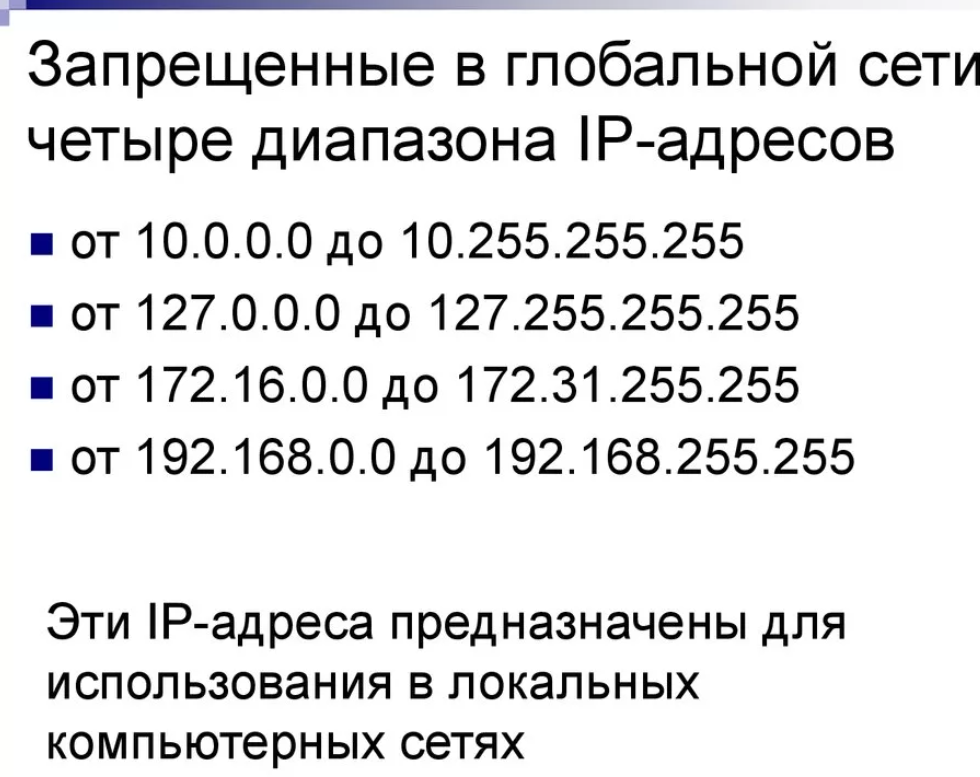 Запрещенные в глобальной сети
четыре диапазона IP-адресов
от 10.0.0.0 до 10.255.255.255
от 127.0.0.0 до 127.255.255.255
от 172.16.0.0 до 172.31.255.255
от 192.168.0.0 до 192.168.255.255
Эти IP-адреса предназначены для
использования в локальных
компьютерных сетях